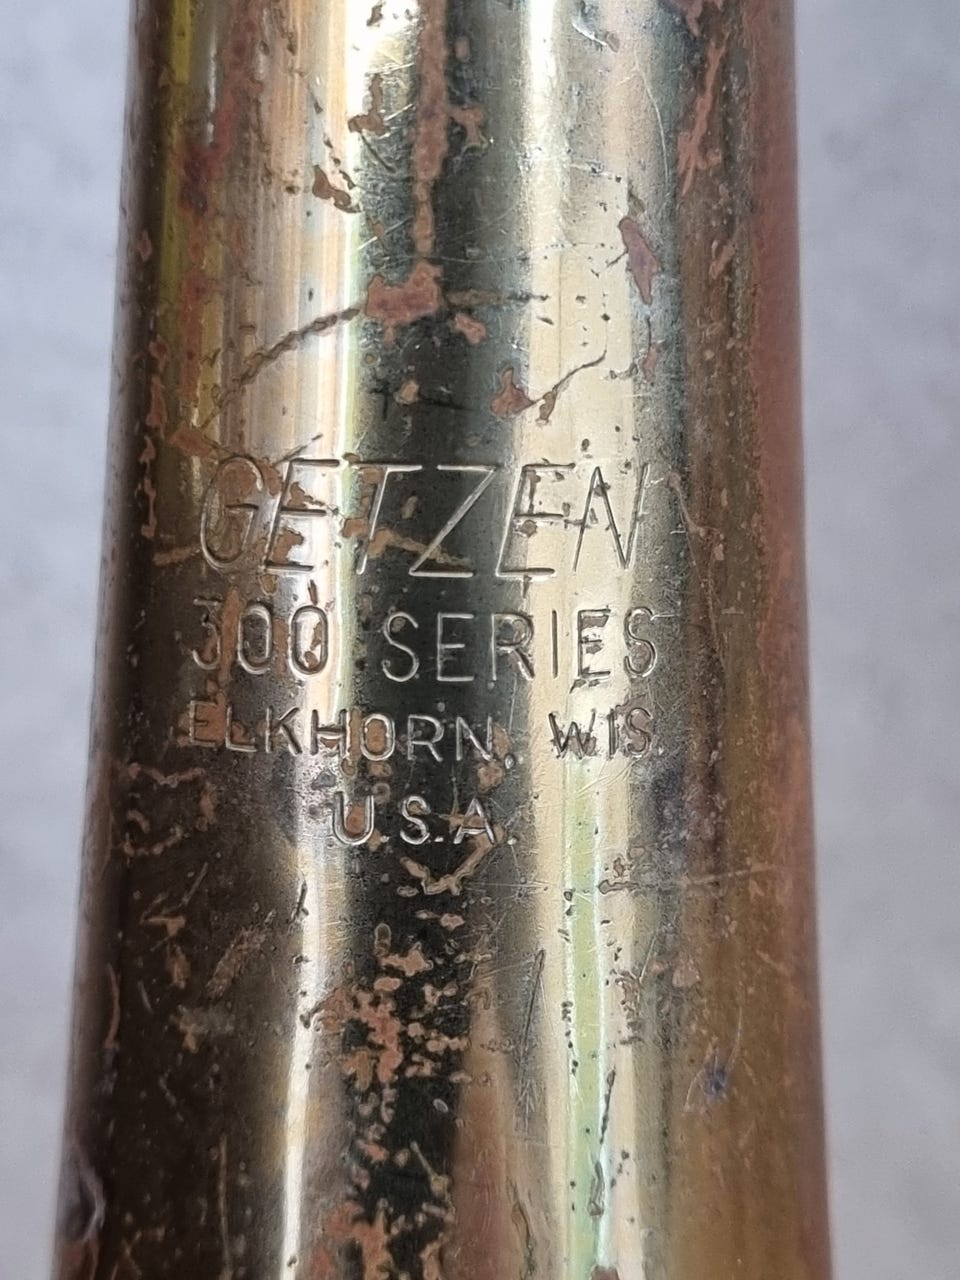 GETZEN
300 SERIES
ELKHORN, WIS.
U.S.A.